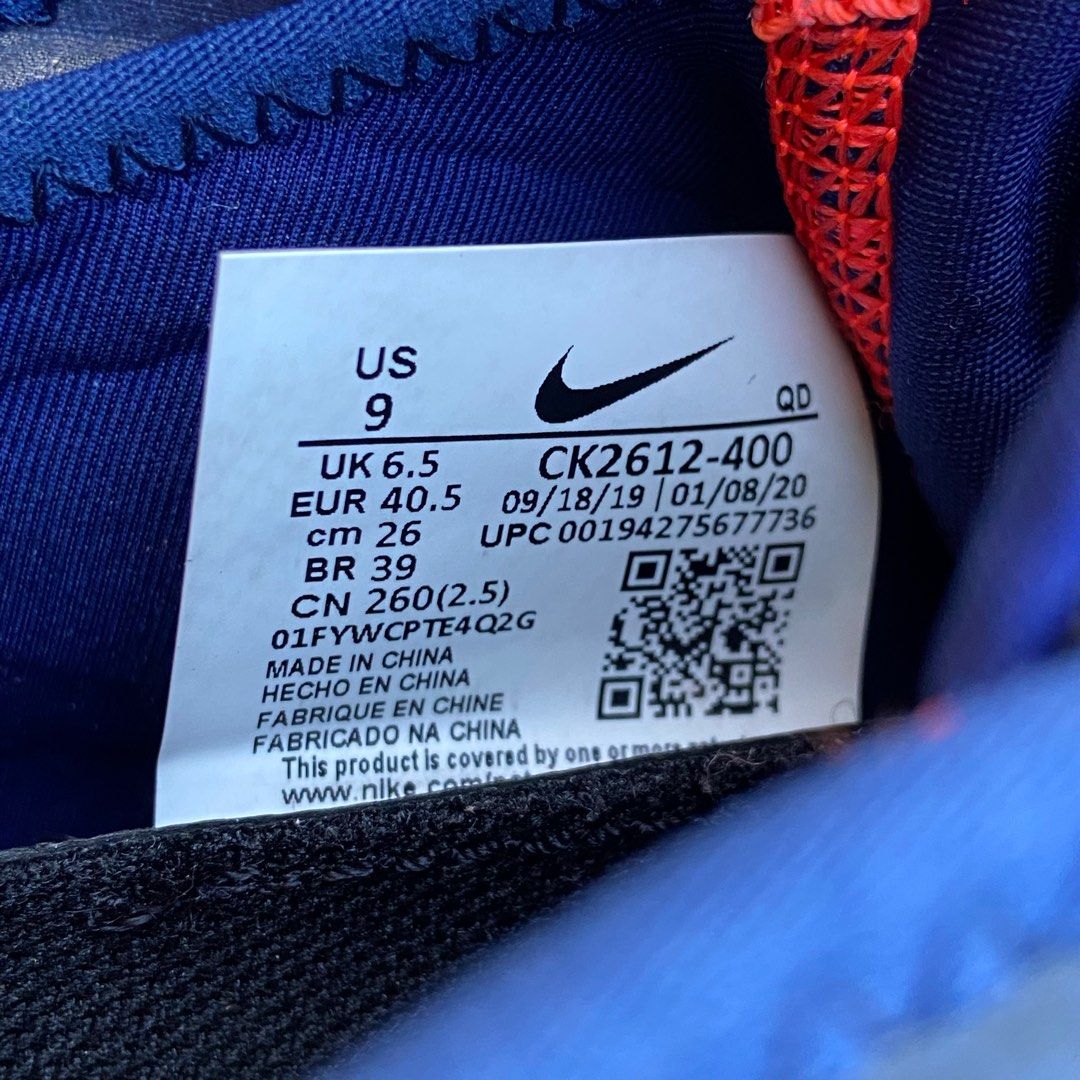 US
9
QD
UK 6.5
CK2612-400
EUR 40.5
09/18/19 | 01/08/20
cm 26
UPC 00194275677736
BR 39
CN 260(2.5)
01FYWCPTE4Q2G
MADE IN CHINA
HECHO EN CHINA
FABRIQUE EN CHINE
FABRICADO NA CHINA
This product is covered by one or more
www.nike.com